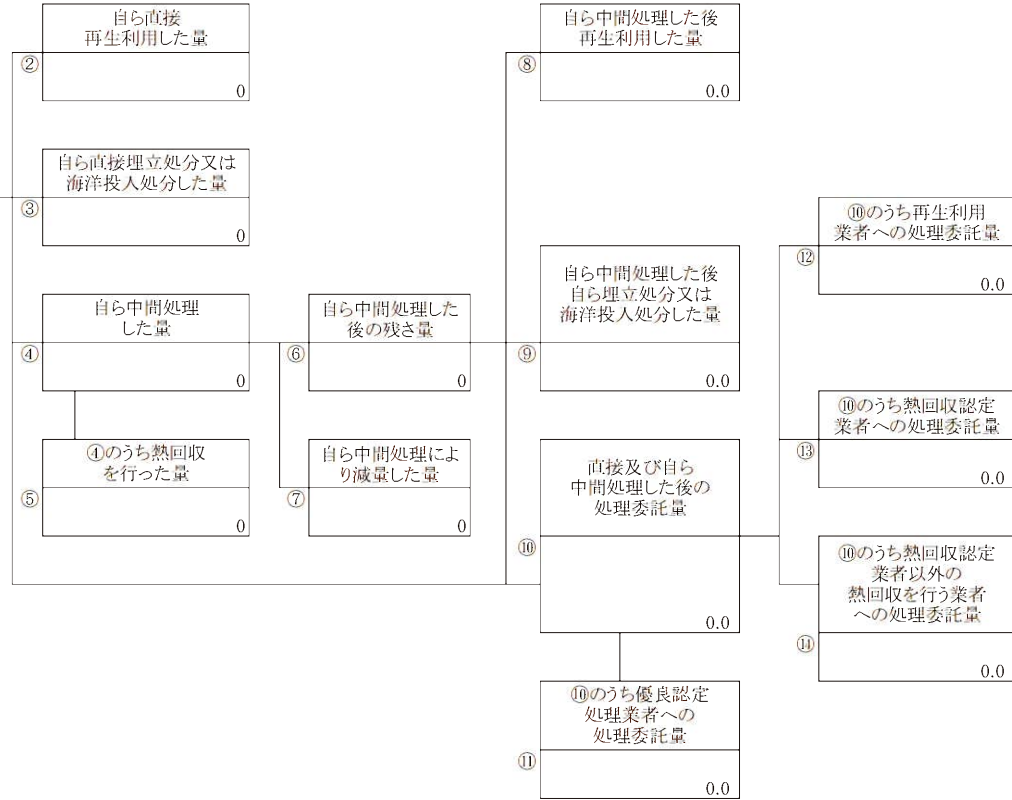 自ら直接
再生利用した量
②
0
自ら直接埋立処分又は
海洋投入処分した量
③
0
自ら中間処理
した量
④
0
④のうち熱回収
を行った量
⑤
0
自ら中間処理した
後の残さ量
⑥
0
自ら中間処理によ
り減量した量
⑦
0
自ら中間処理した後
再生利用した量
⑧
0.0
自ら中間処理した後
自ら埋立処分又は
海洋投入処分した量
⑨
0.0
直接及び自ら
中間処理した後の
処理委託量
⑩
0.0
⑩のうち優良認定
処理業者への
処理委託量
⑪
0.0
⑩のうち再生利用
業者への処理委託量
⑫
0.0
⑩のうち熱回収認定
業者への処理委託量
⑬
0.0
⑩のうち熱回収認定
業者以外の
熱回収を行う業者
への処理委託量
⑭
0.0